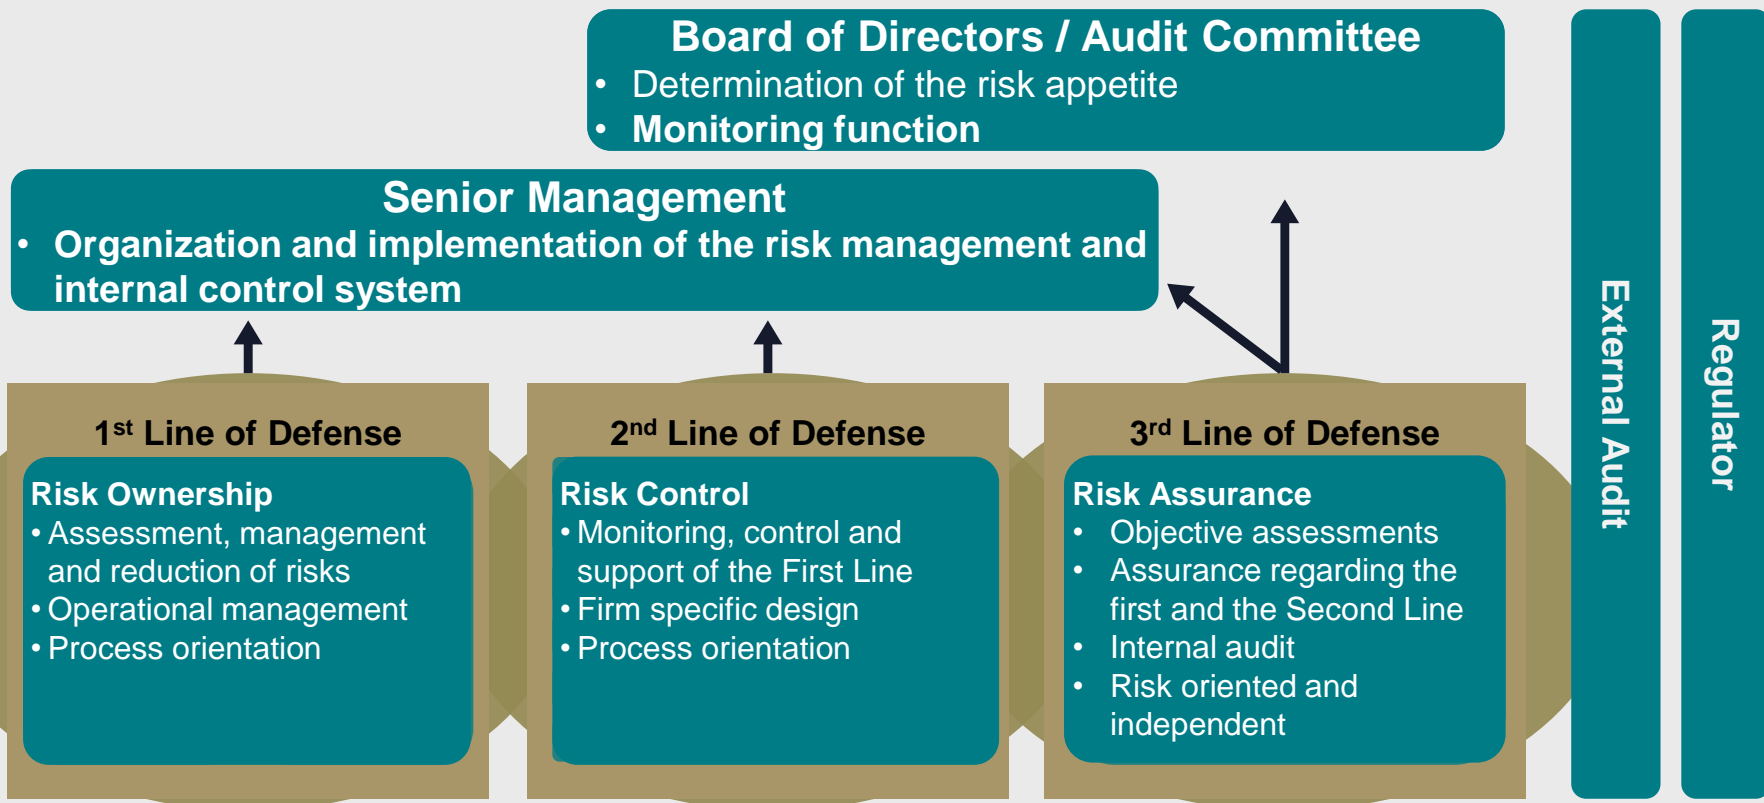 Board of Directors / Audit Committee
• Determination of the risk appetite
• Monitoring function
Senior Management
• Organization and implementation of the risk management and
internal control system
1st Line of Defense
Risk Ownership
• Assessment, management
and reduction of risks
• Operational management
• Process orientation
2nd Line of Defense
Risk Control
• Monitoring, control and
support of the First Line
• Firm specific design
• Process orientation
3rd Line of Defense
Risk Assurance
• Objective assessments
• Assurance regarding the
first and the Second Line
• Internal audit
• Risk oriented and
independent
External Audit
Regulator